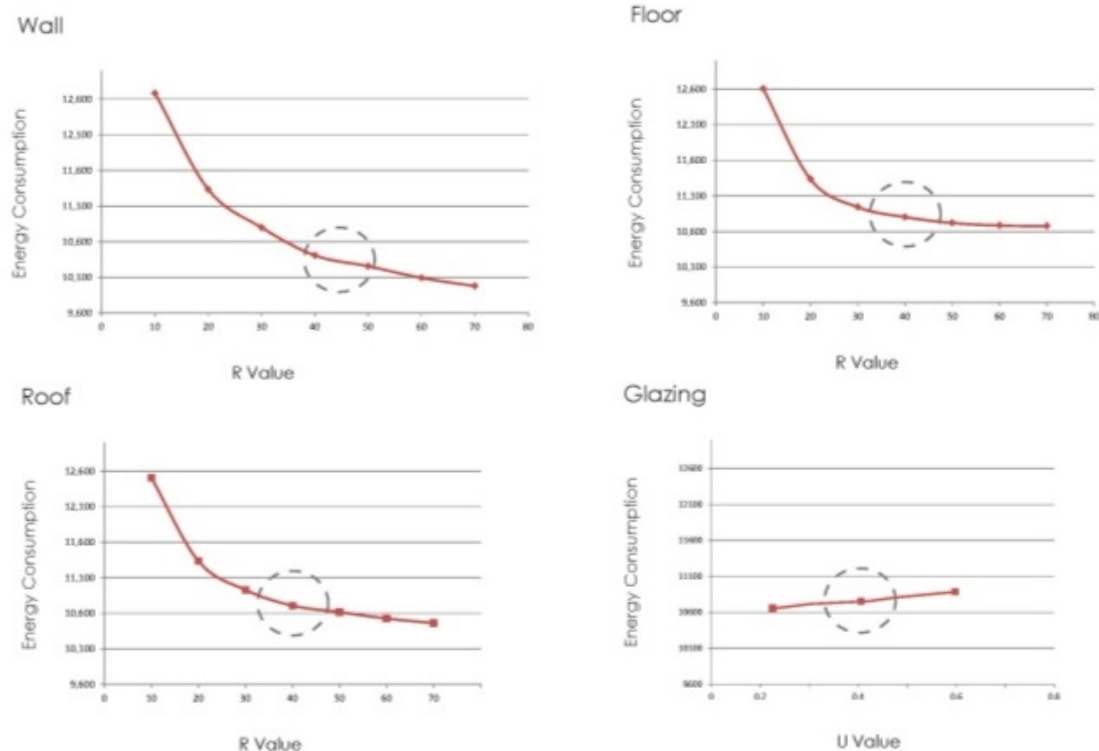 Wall
Energy Consumption
12,600
12,100
11,600
11,100
10,600
10,100
9,600
0 10 20 30 40 50 60 70 80
R Value
Floor
Energy Consumption
12,600
12,100
11,600
11,100
10,600
10,100
9,600
0 10 20 30 40 50 60 70 80
R Value
Roof
Energy Consumption
12,600
12,100
11,600
11,100
10,600
10,100
9,600
0 10 20 30 40 50 60 70
R Value
Glazing
Energy Consumption
12600
12100
11600
11100
10600
10100
9600
0 0.2 0.4 0.6 0.8
U Value